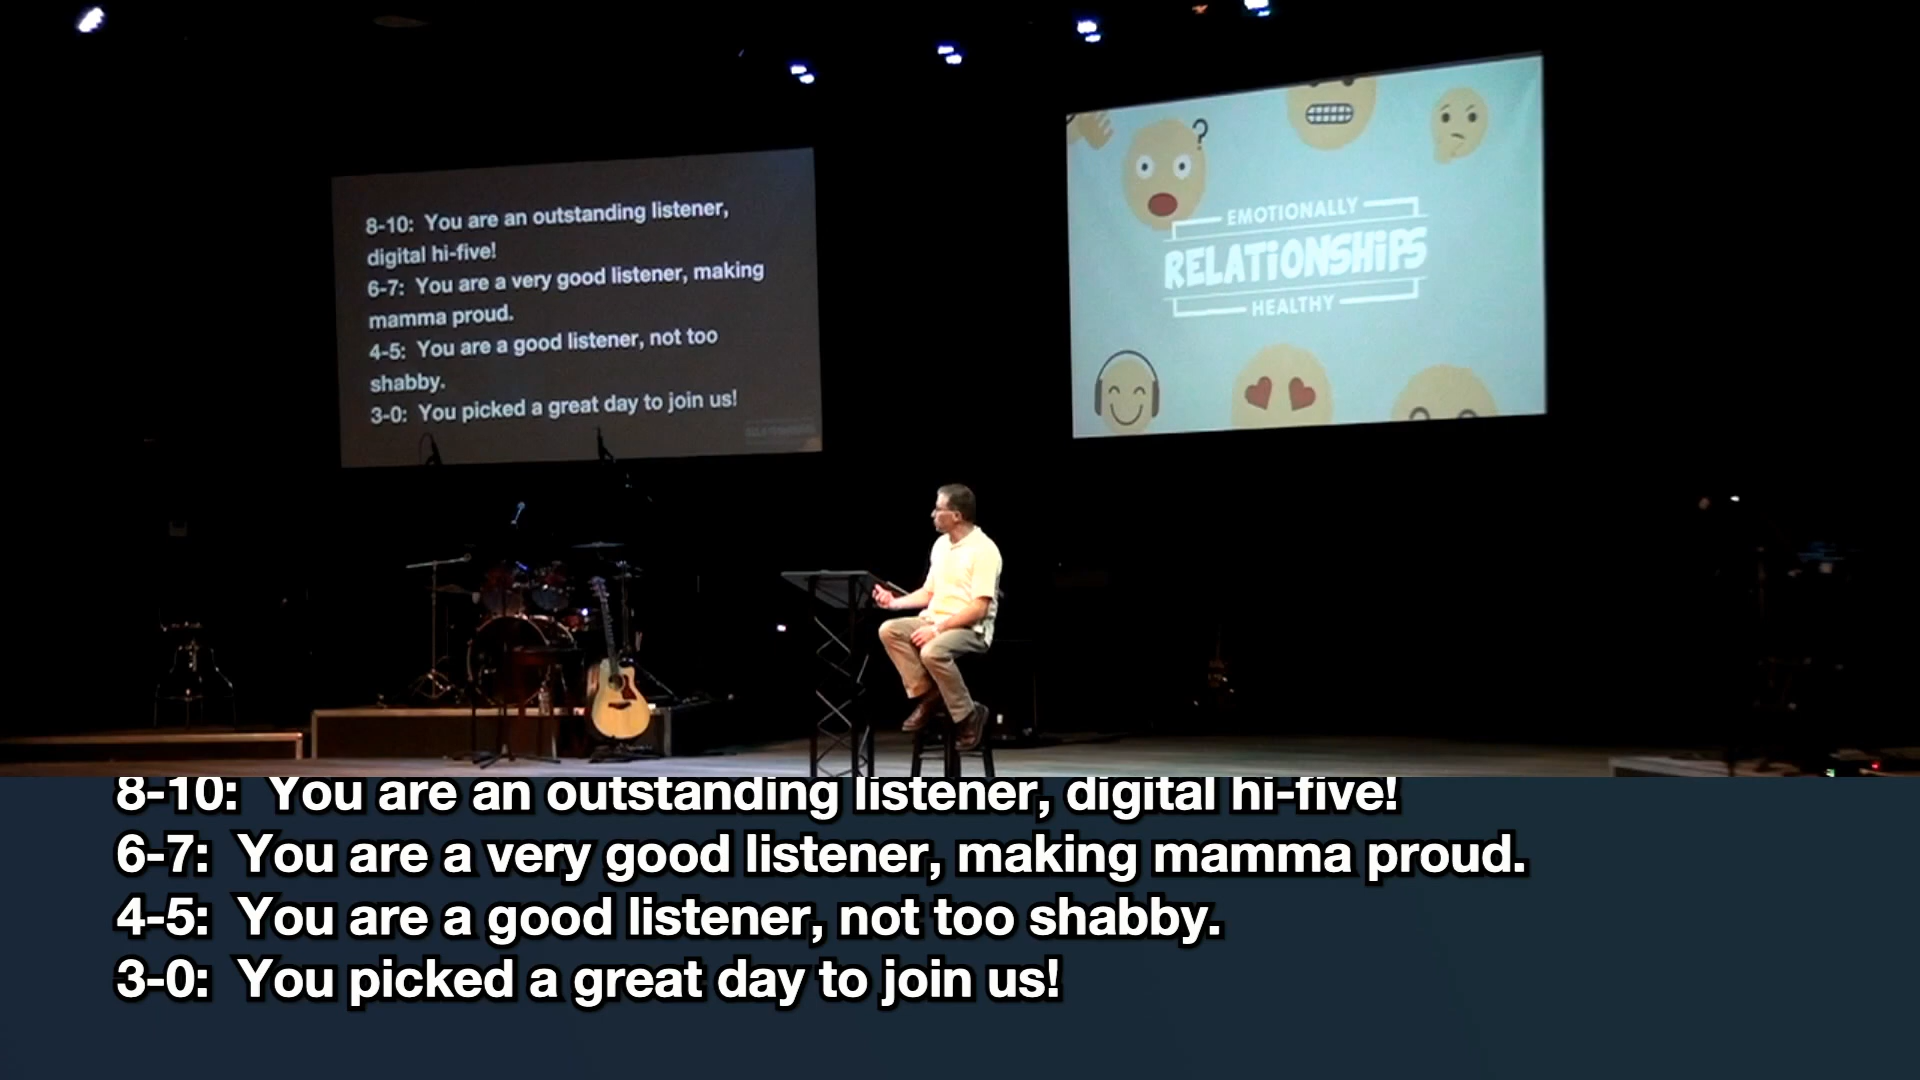 8-10: You are an outstanding listener,
digital hi-five!
6-7: You are a very good listener, making
mamma proud.
4-5: You are a good listener, not too
shabby.
3-0: You picked a great day to join us!
?
EMOTIONALLY
RELATiONSHiPS
HEALTHY
8-10: You are an outstanding listener, digital hi-five!
6-7: You are a very good listener, making mamma proud.
4-5: You are a good listener, not too shabby.
3-0: You picked a great day to join us!